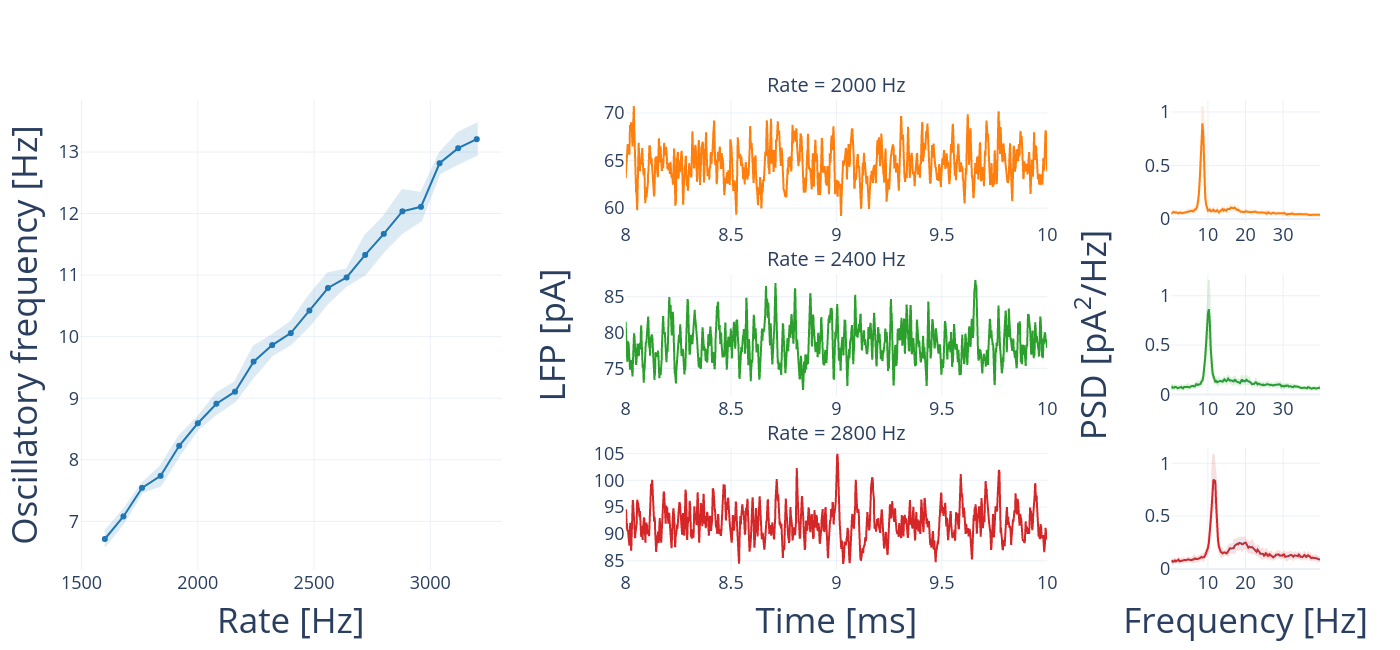 Oscillatory frequency [Hz]
13
12
11
10
9
8
7
1500 2000 2500 3000
Rate [Hz]
LFP [pA]
Rate = 2000 Hz
70
65
60
8 8.5 9 9.5 10
Rate = 2400 Hz
85
80
75
8 8.5 9 9.5 10
Rate = 2800 Hz
105
100
95
90
85
8 8.5 9 9.5 10
Time [ms]
PSD [pA²/Hz]
1
0.5
0
10 20 30
1
0.5
0
10 20 30
1
0.5
0
10 20 30
Frequency [Hz]